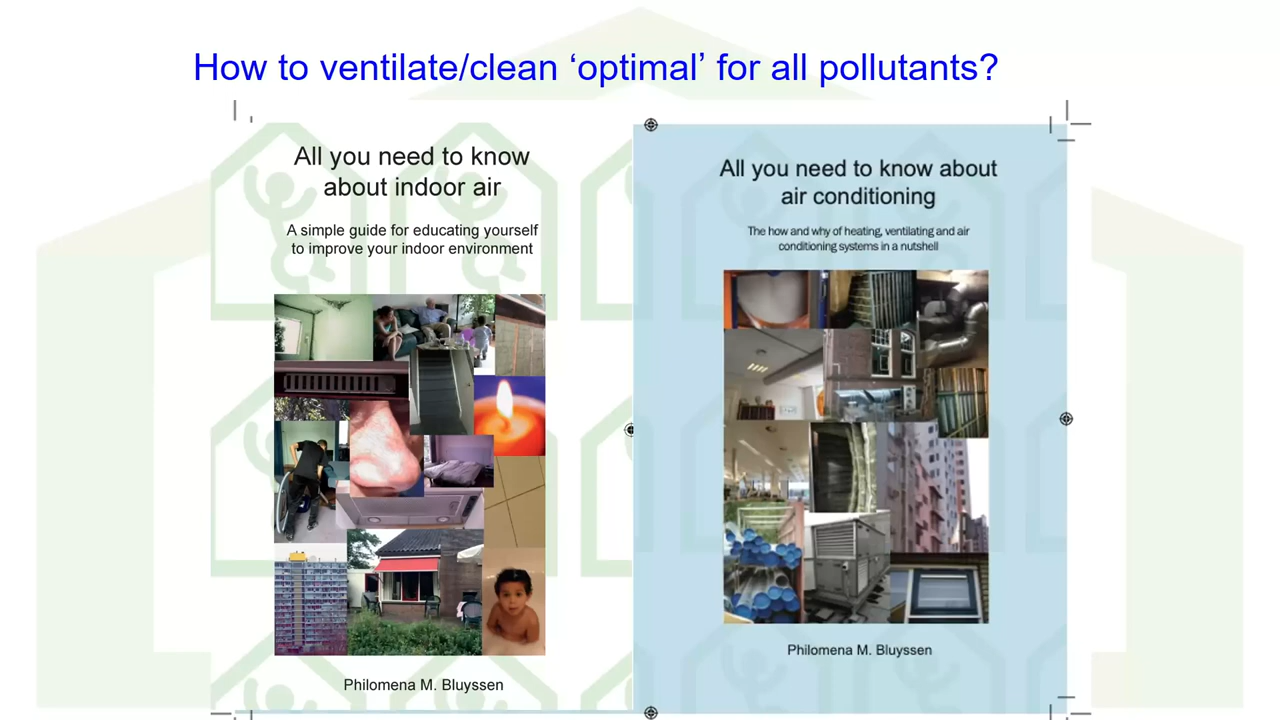 How to ventilate/clean ‘optimal’ for all pollutants?
All you need to know
about indoor air
A simple guide for educating yourself
to improve your indoor environment
Philomena M. Bluyssen
All you need to know about
air conditioning
The how and why of heating, ventilating and air
conditioning systems in a nutshell
Philomena M. Bluyssen